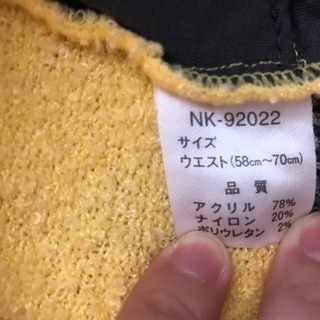 NK-92022
サイズ
ウエスト(58cm〜70cm)
品 質
アクリル 78%
ナイロン 20%
ポリウレタン 2%